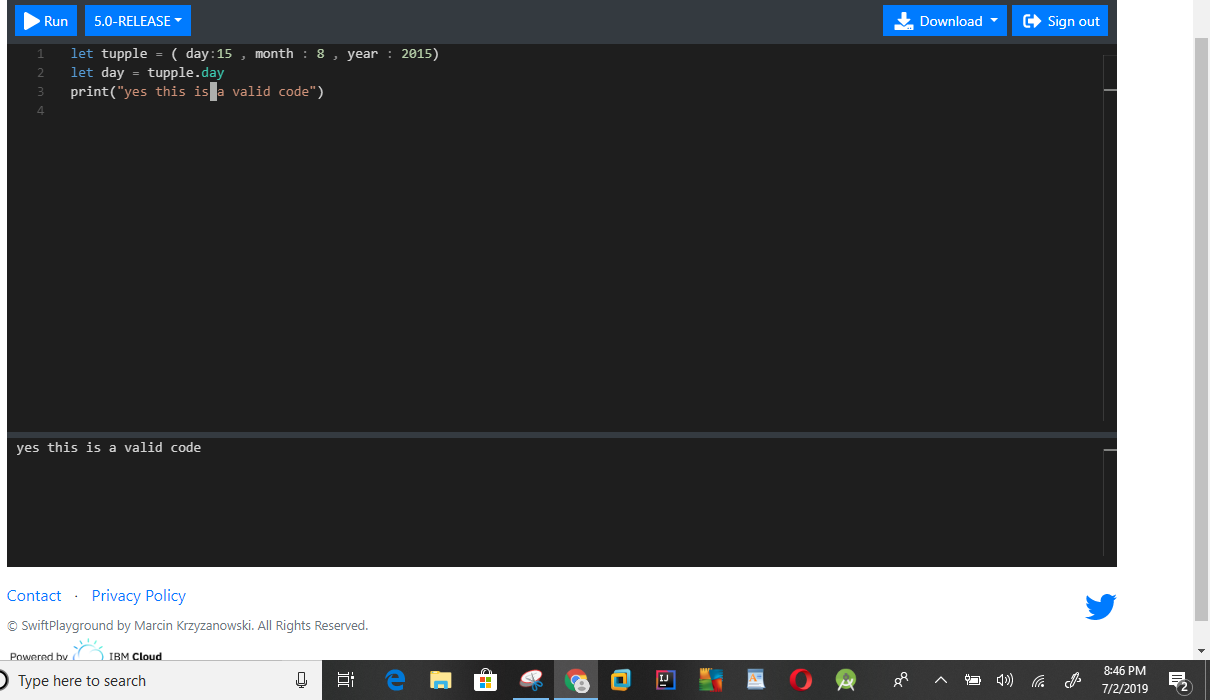 Run 5.0-RELEASE Download Sign out
1 let tupple = ( day:15 , month : 8 , year : 2015)
2 let day = tupple.day
3 print("yes this is a valid code")
4
yes this is a valid code
Contact · Privacy Policy
© SwiftPlayground by Marcin Krzyzanowski. All Rights Reserved.
Powered by IBM Cloud
Type here to search
IJ
8:46 PM
7/2/2019
2